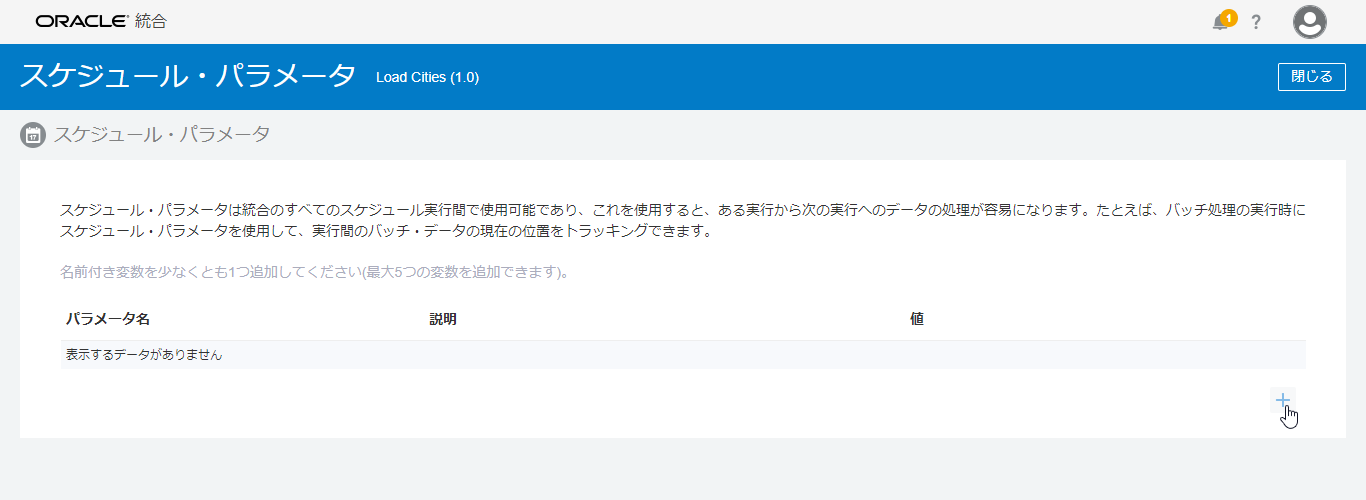 ORACLE 統合
1
?
スケジュール・パラメータ Load Cities (1.0)
閉じる
17
スケジュール・パラメータ
スケジュール・パラメータは統合のすべてのスケジュール実行間で使用可能であり、これを使用すると、ある実行から次の実行へのデータの処理が容易になります。たとえば、バッチ処理の実行時に
スケジュール・パラメータを使用して、実行間のバッチ・データの現在の位置をトラッキングできます。
名前付き変数を少なくとも1つ追加してください(最大5つの変数を追加できます)。
パラメータ名 説明 値
表示するデータがありません